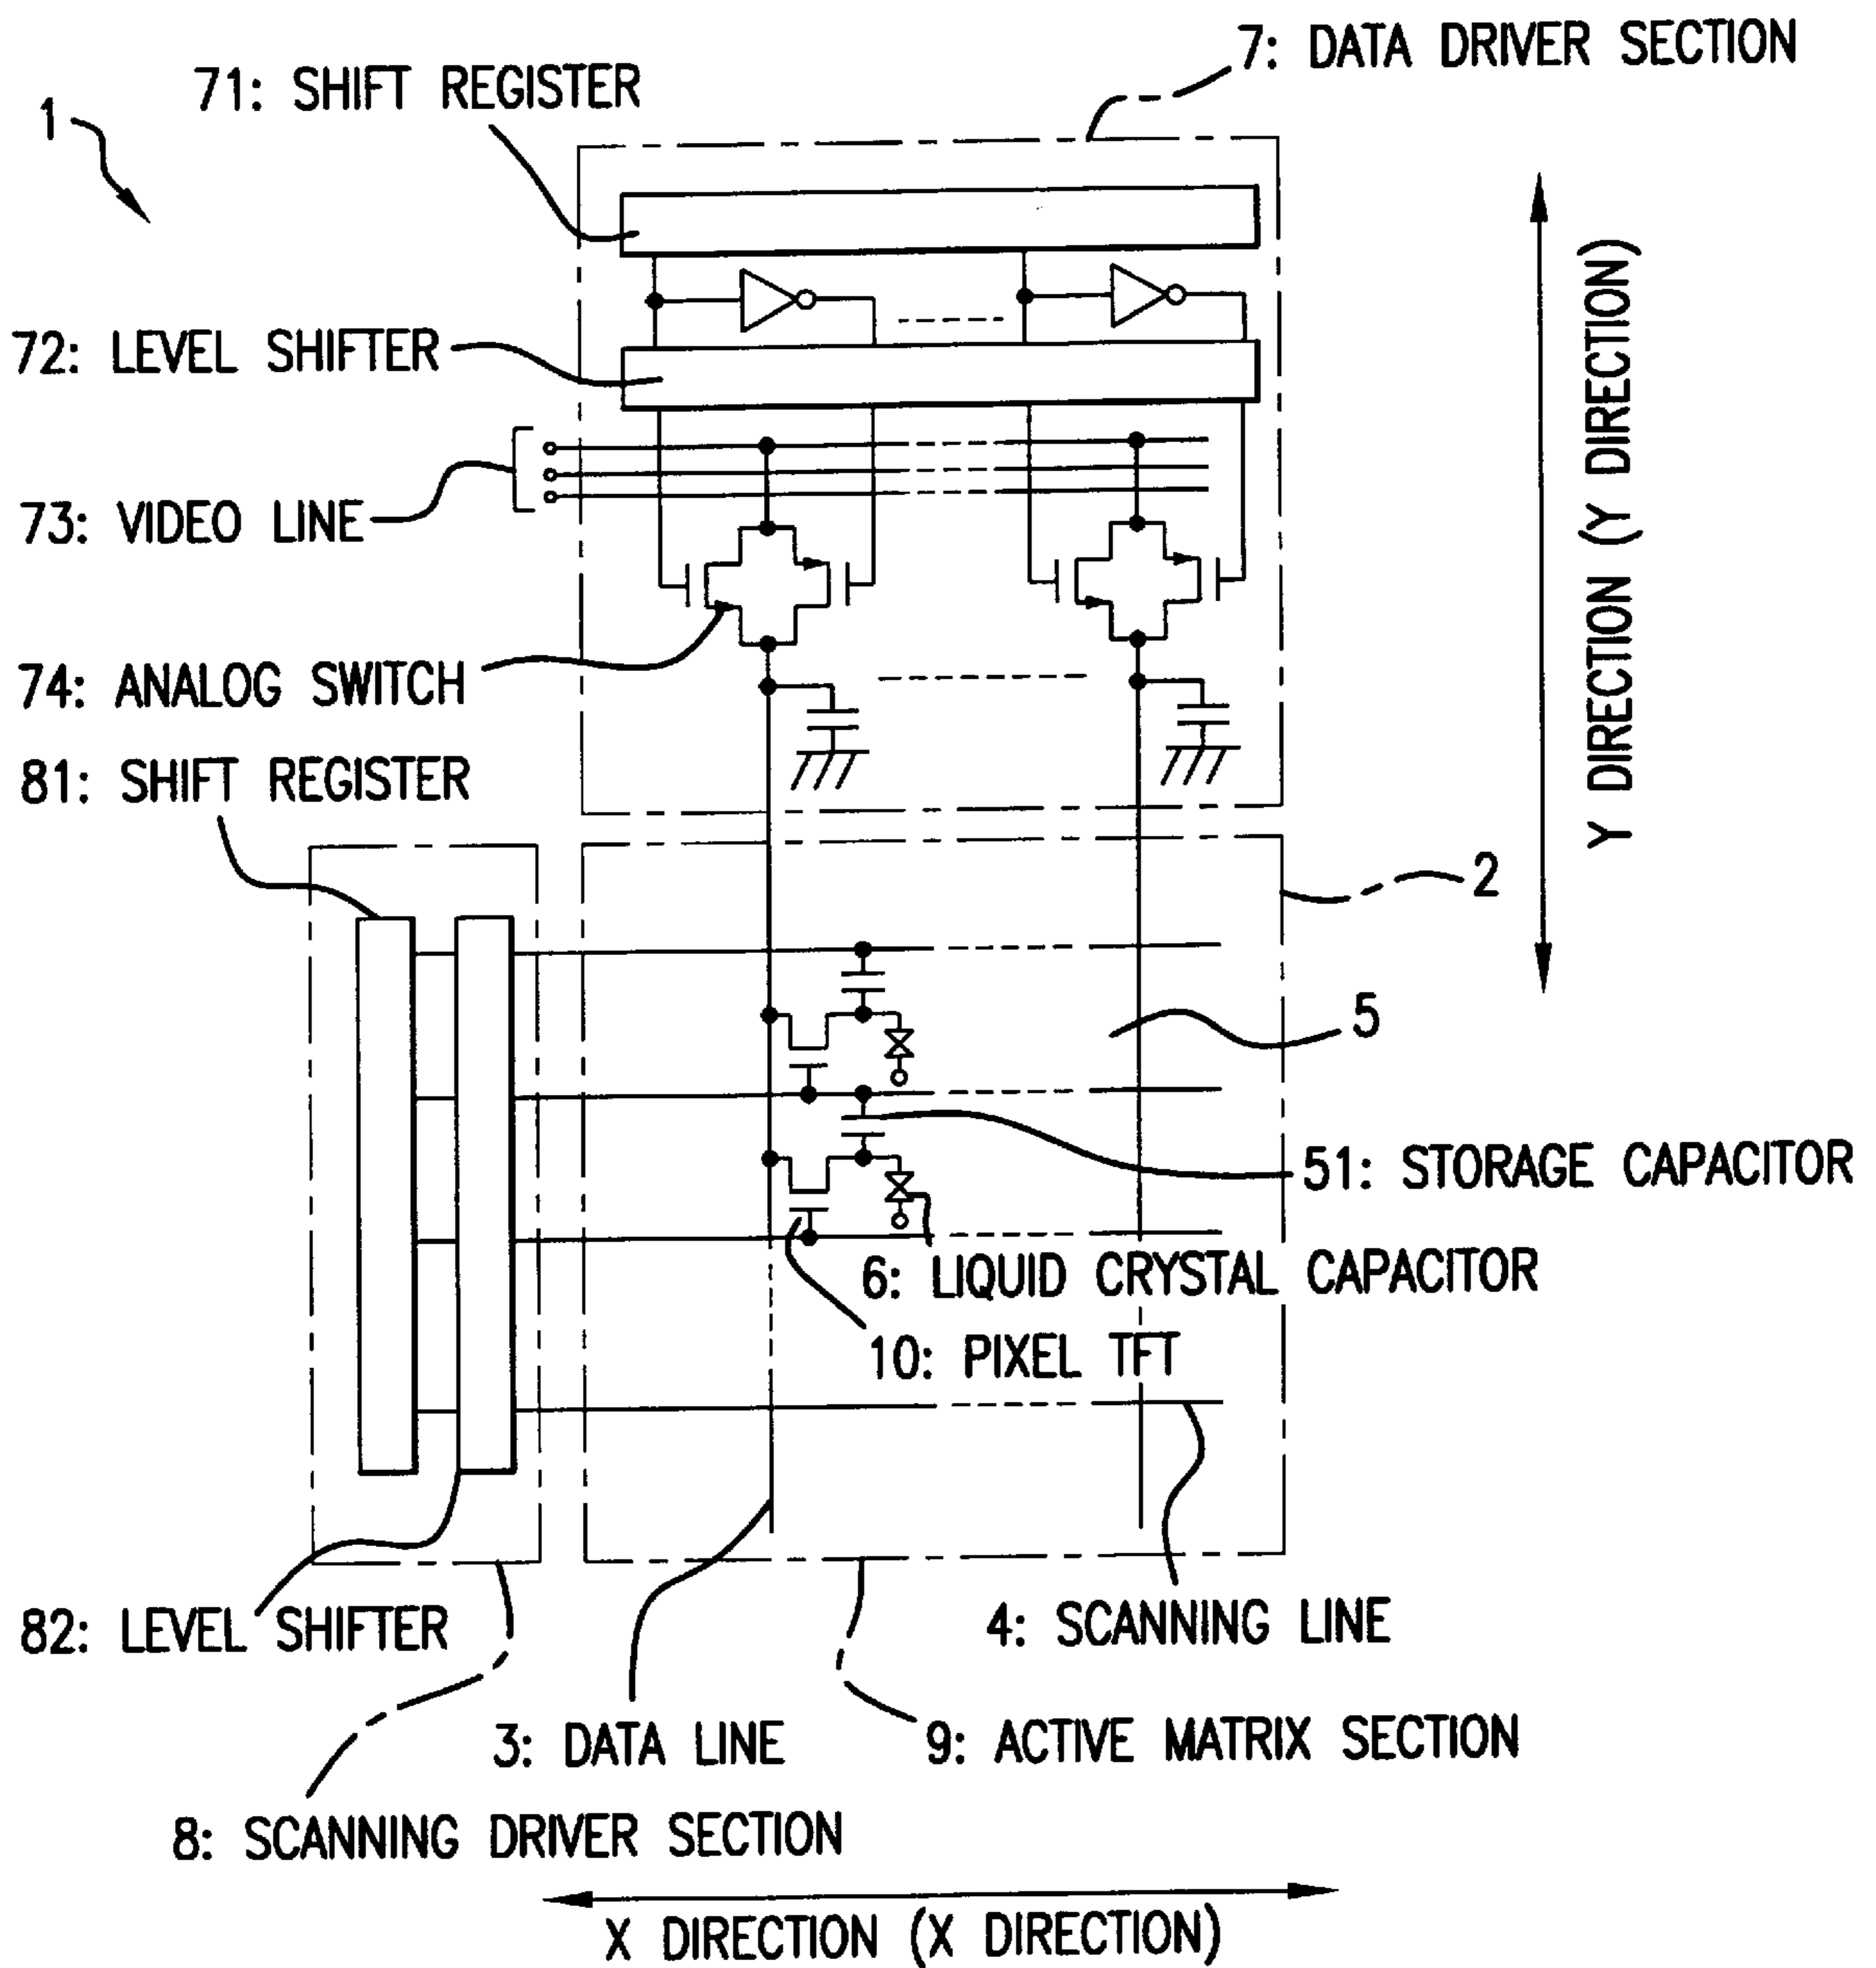 7: DATA DRIVER SECTION
71: SHIFT REGISTER
1
72: LEVEL SHIFTER
73: VIDEO LINE
74: ANALOG SWITCH
Y DIRECTION (Y DIRECTION)
81: SHIFT REGISTER
2
5
51: STORAGE CAPACITOR
6: LIQUID CRYSTAL CAPACITOR
10: PIXEL TFT
82: LEVEL SHIFTER
4: SCANNING LINE
3: DATA LINE
9: ACTIVE MATRIX SECTION
8: SCANNING DRIVER SECTION
X DIRECTION (X DIRECTION)